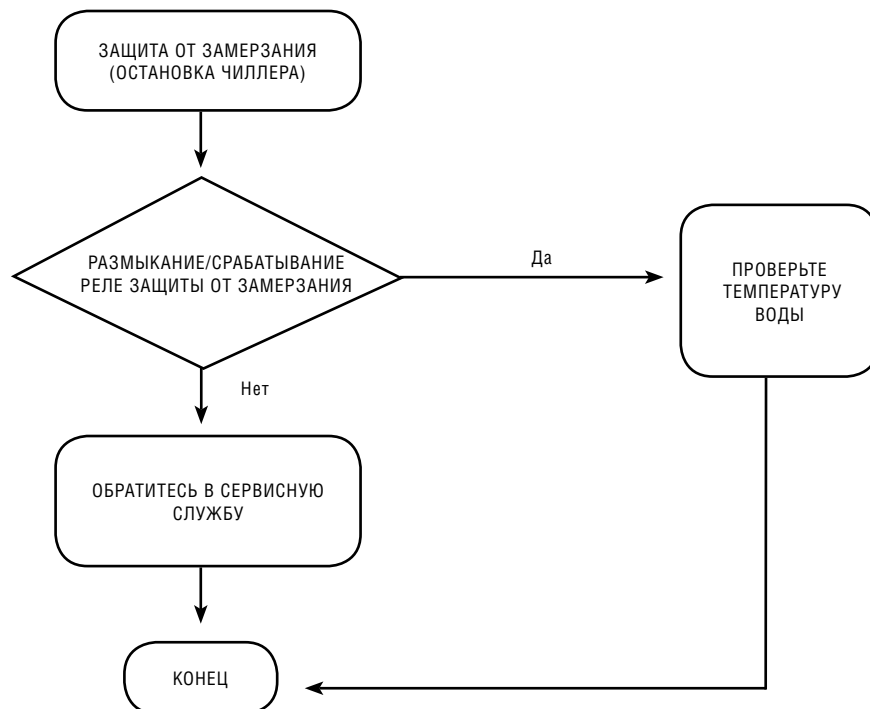 ЗАЩИТА ОТ ЗАМЕРЗАНИЯ
(ОСТАНОВКА ЧИЛЛЕРА)
РАЗМЫКАНИЕ/СРАБАТЫВАНИЕ
РЕЛЕ ЗАЩИТЫ ОТ ЗАМЕРЗАНИЯ
Да
ПРОВЕРЬТЕ
ТЕМПЕРАТУРУ
ВОДЫ
Нет
ОБРАТИТЕСЬ В СЕРВИСНУЮ
СЛУЖБУ
КОНЕЦ